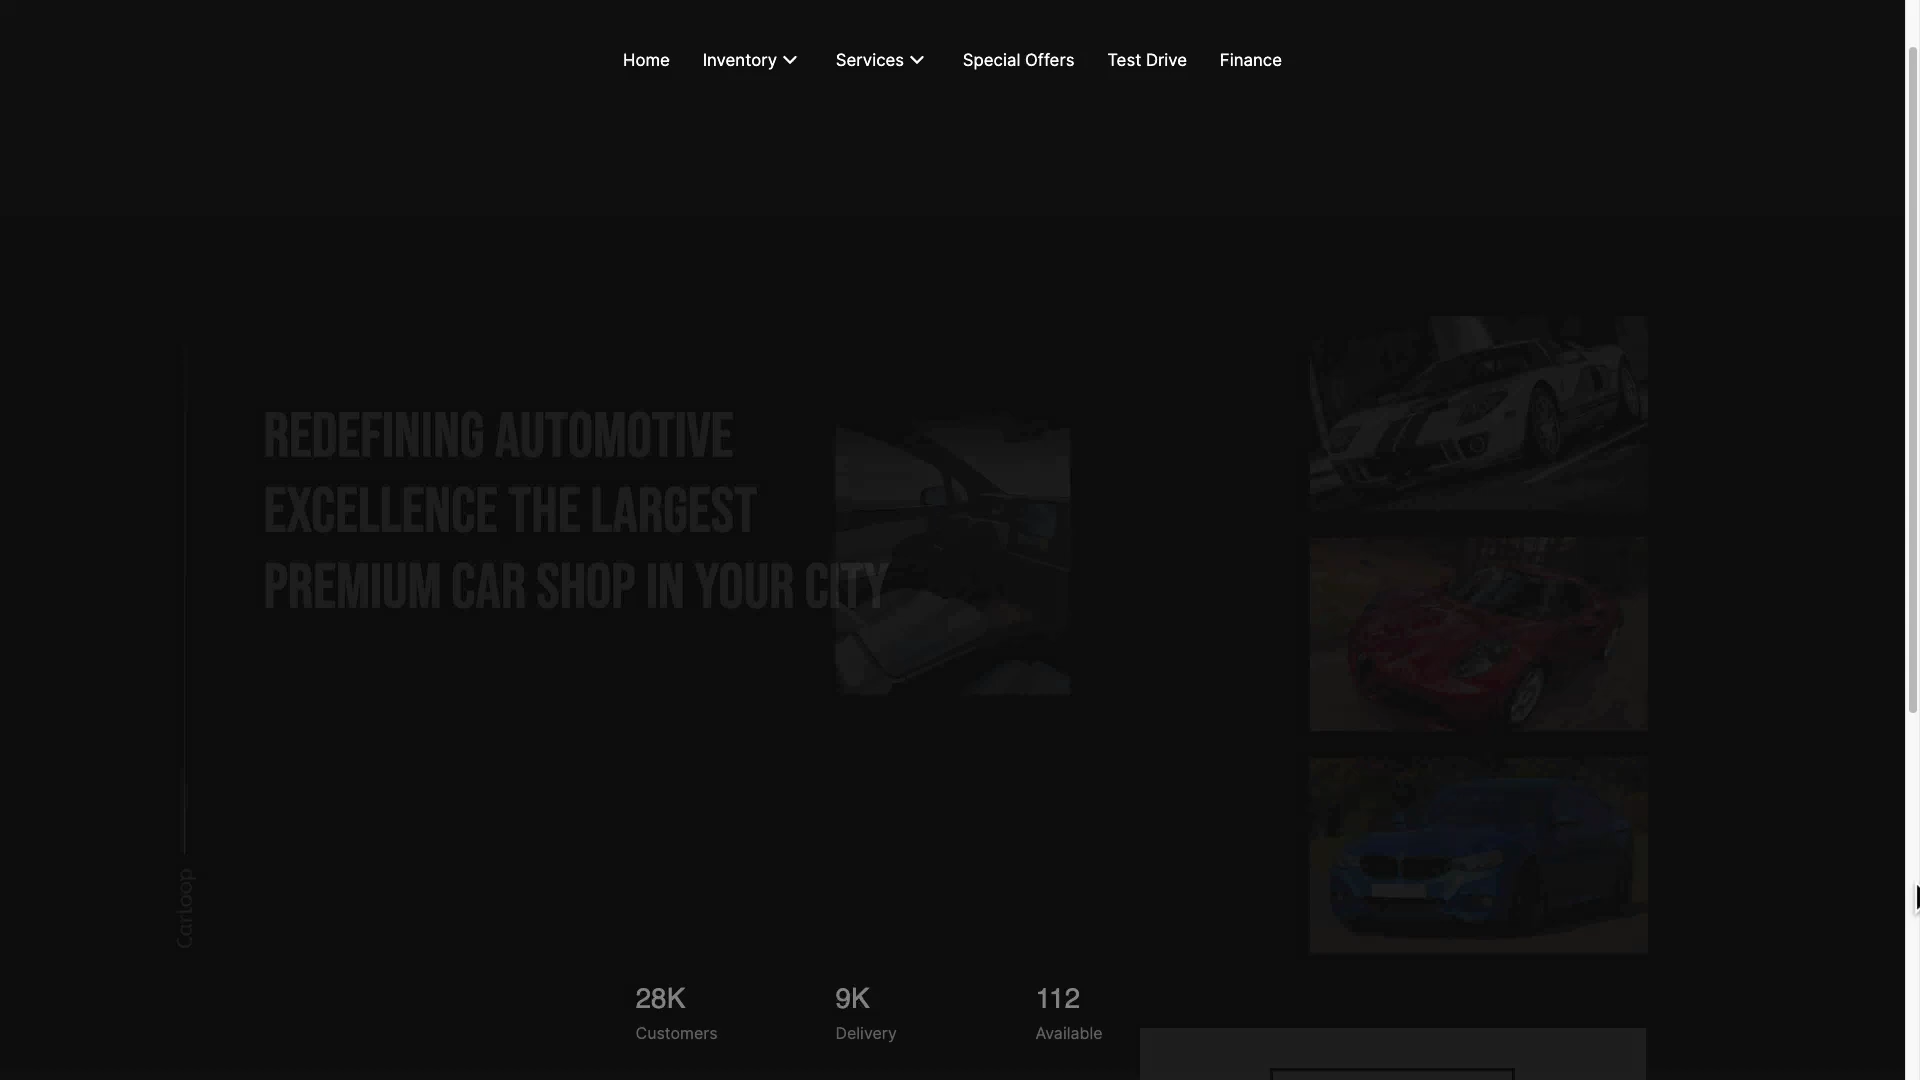 Home Inventory Services Special Offers Test Drive Finance
REDEFINING AUTOMOTIVE
EXCELLENCE THE LARGEST
PREMIUM CAR SHOP IN YOUR CITY
CarLoop
28K 9K 112
Customers Delivery Available